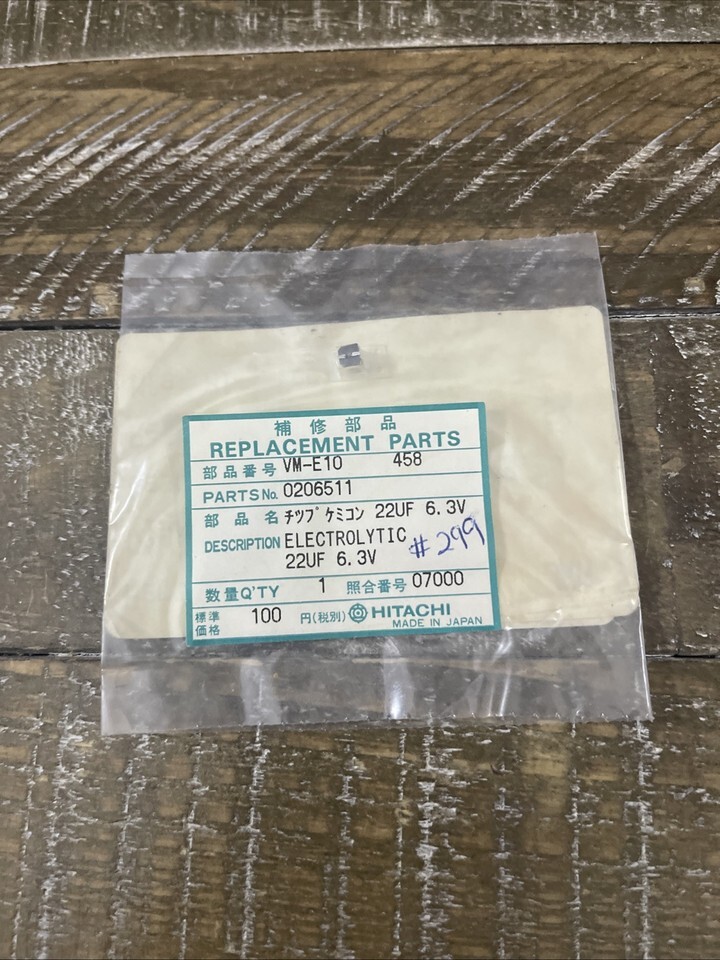 補修部品
REPLACEMENT PARTS
部品番号 VM-E10 458
PARTS No. 0206511
部品名 ﾁﾂﾌﾟｹﾐｺﾝ 22UF 6.3V
DESCRIPTION ELECTROLYTIC
22UF 6.3V
#299
数量 Q'TY 1 照合番号 07000
標準価格 100 円(税別) HITACHI
MADE IN JAPAN